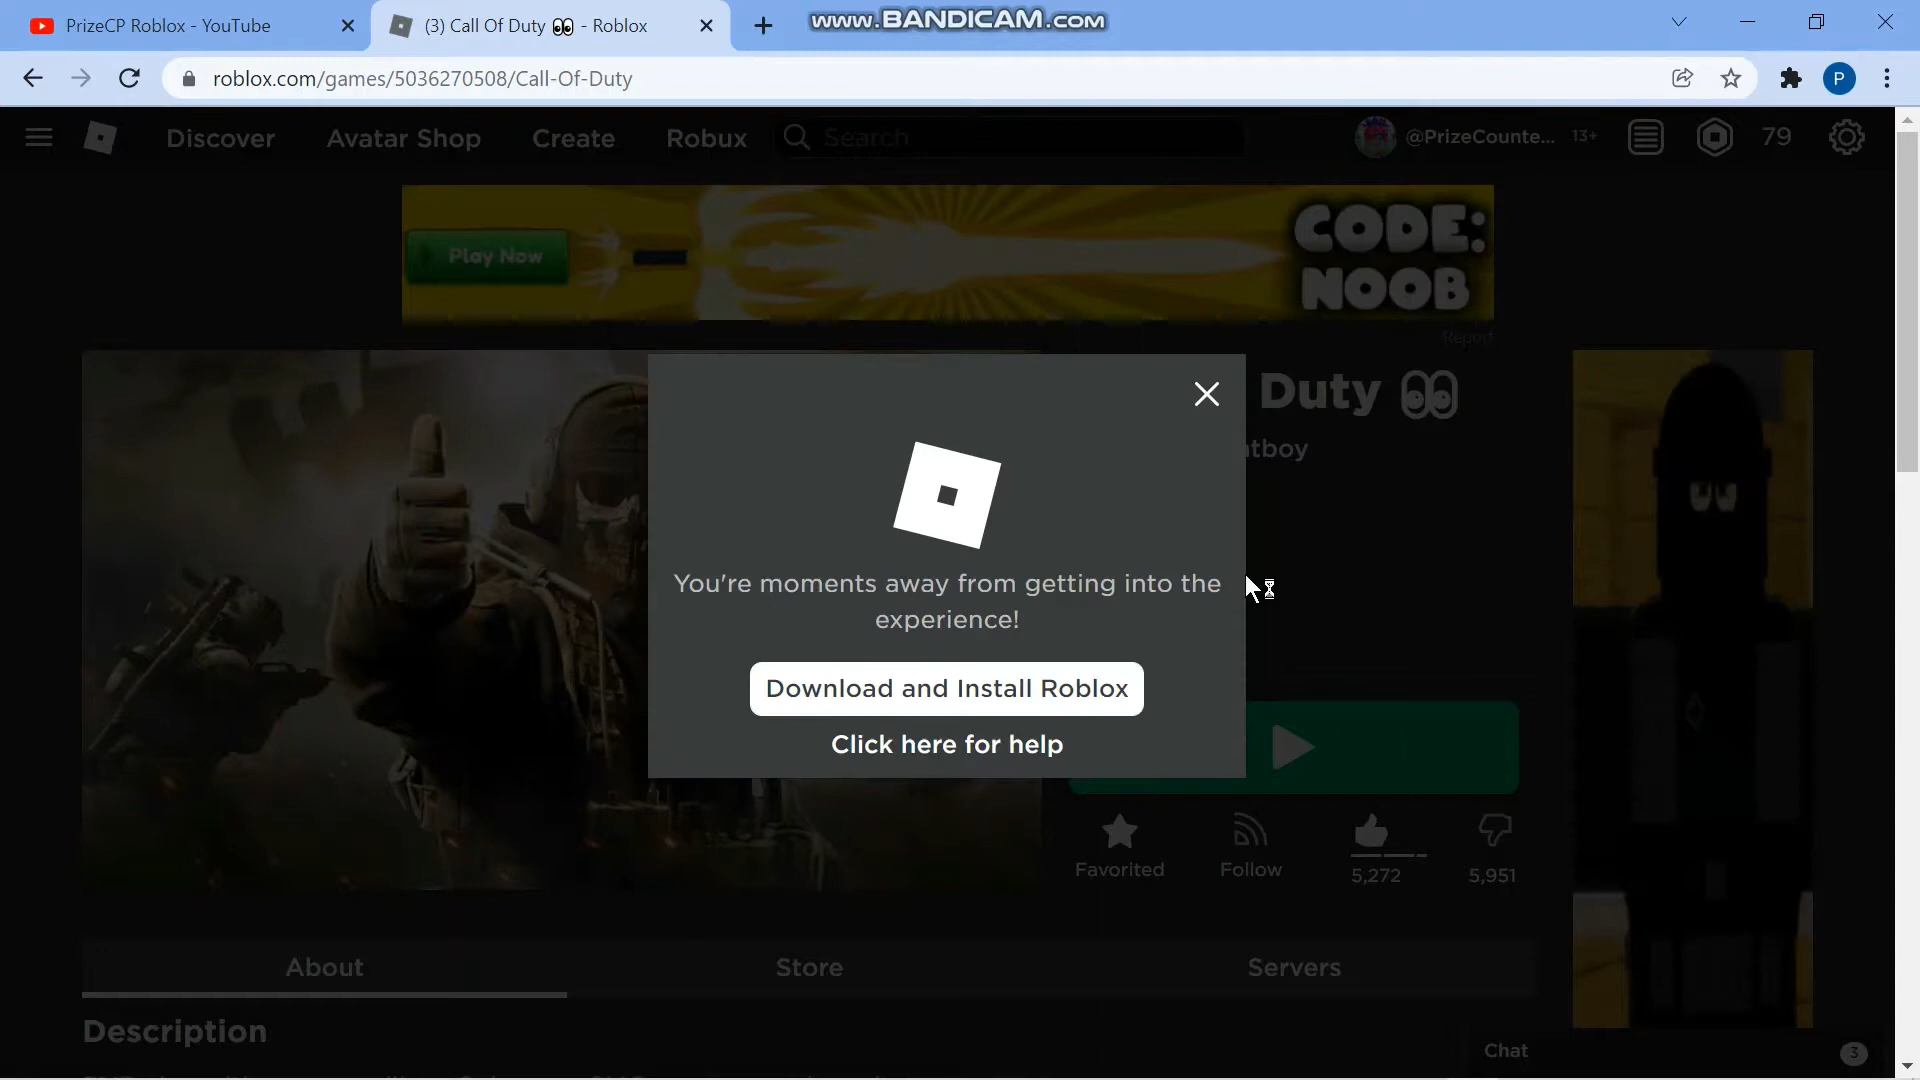 PrizeCP Roblox - YouTube
(3) Call Of Duty 👀 - Roblox
www.BANDICAM.com
roblox.com/games/5036270508/Call-Of-Duty
P
Discover
Avatar Shop
Create
Robux
Search
@PrizeCounte...
13+
79
Play Now
CODE:
NOOB
Report
Duty 👀
tboy
You're moments away from getting into the
experience!
Download and Install Roblox
Click here for help
Favorited
Follow
5,272
5,951
About
Store
Servers
Description
Chat
3